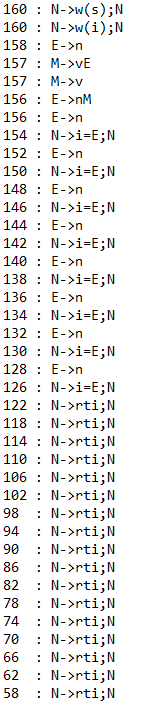 160 : N->w(s);N
160 : N->w(i);N
158 : E->n
157 : M->vE
157 : M->v
156 : E->nM
156 : E->n
154 : N->i=E;N
152 : E->n
150 : N->i=E;N
148 : E->n
146 : N->i=E;N
144 : E->n
142 : N->i=E;N
140 : E->n
138 : N->i=E;N
136 : E->n
134 : N->i=E;N
132 : E->n
130 : N->i=E;N
128 : E->n
126 : N->i=E;N
122 : N->rti;N
118 : N->rti;N
114 : N->rti;N
110 : N->rti;N
106 : N->rti;N
102 : N->rti;N
98  : N->rti;N
94  : N->rti;N
90  : N->rti;N
86  : N->rti;N
82  : N->rti;N
78  : N->rti;N
74  : N->rti;N
70  : N->rti;N
66  : N->rti;N
62  : N->rti;N
58  : N->rti;N